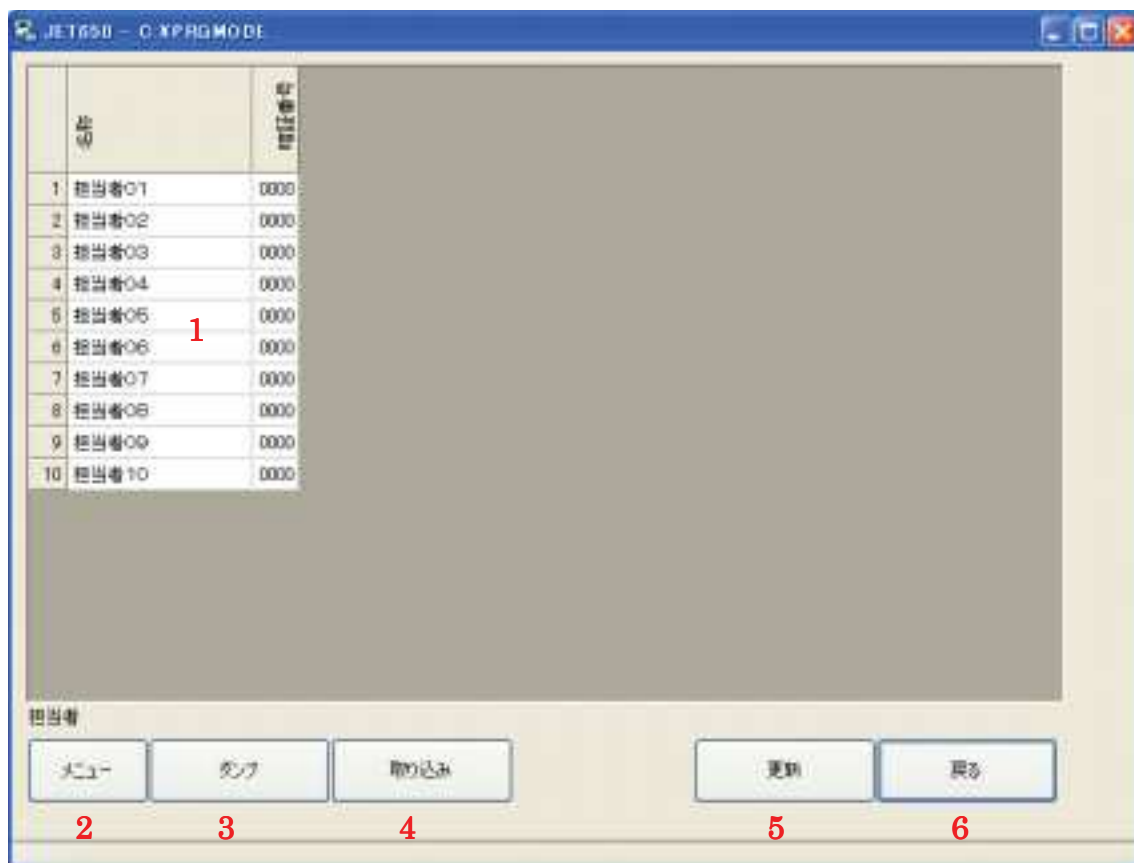 JET650 - C:¥PRGMODE
名称 暗証番号
1 担当者01 0000
2 担当者02 0000
3 担当者03 0000
4 担当者04 0000
5 担当者05 0000
6 担当者06 0000
7 担当者07 0000
8 担当者08 0000
9 担当者09 0000
10 担当者10 0000
1
担当者
メニュー ダンプ 取り込み 更新 戻る
2 3 4 5 6